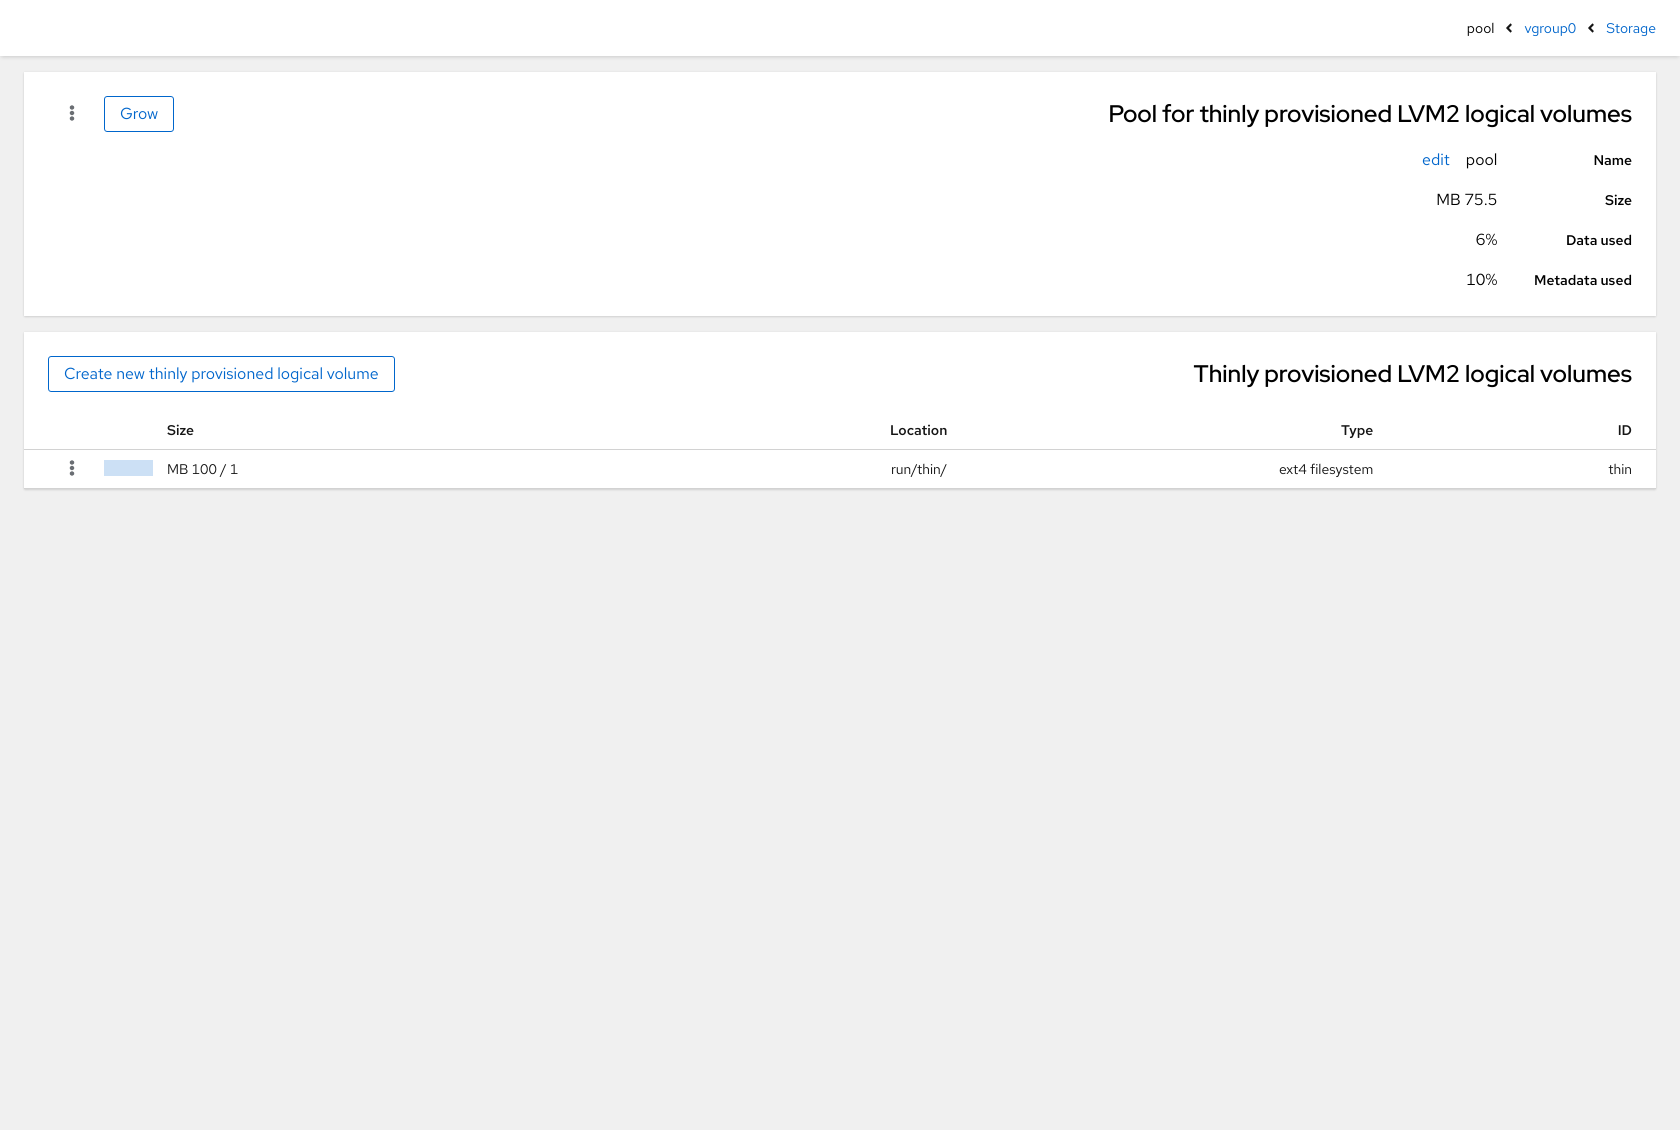 Storage vgroup0 pool
Pool for thinly provisioned LVM2 logical volumes Grow
Name pool edit
Size 75.5 MB
Data used 6%
Metadata used 10%
Thinly provisioned LVM2 logical volumes Create new thinly provisioned logical volume
ID Type Location Size
thin ext4 filesystem run/thin/ MB 100 / 1